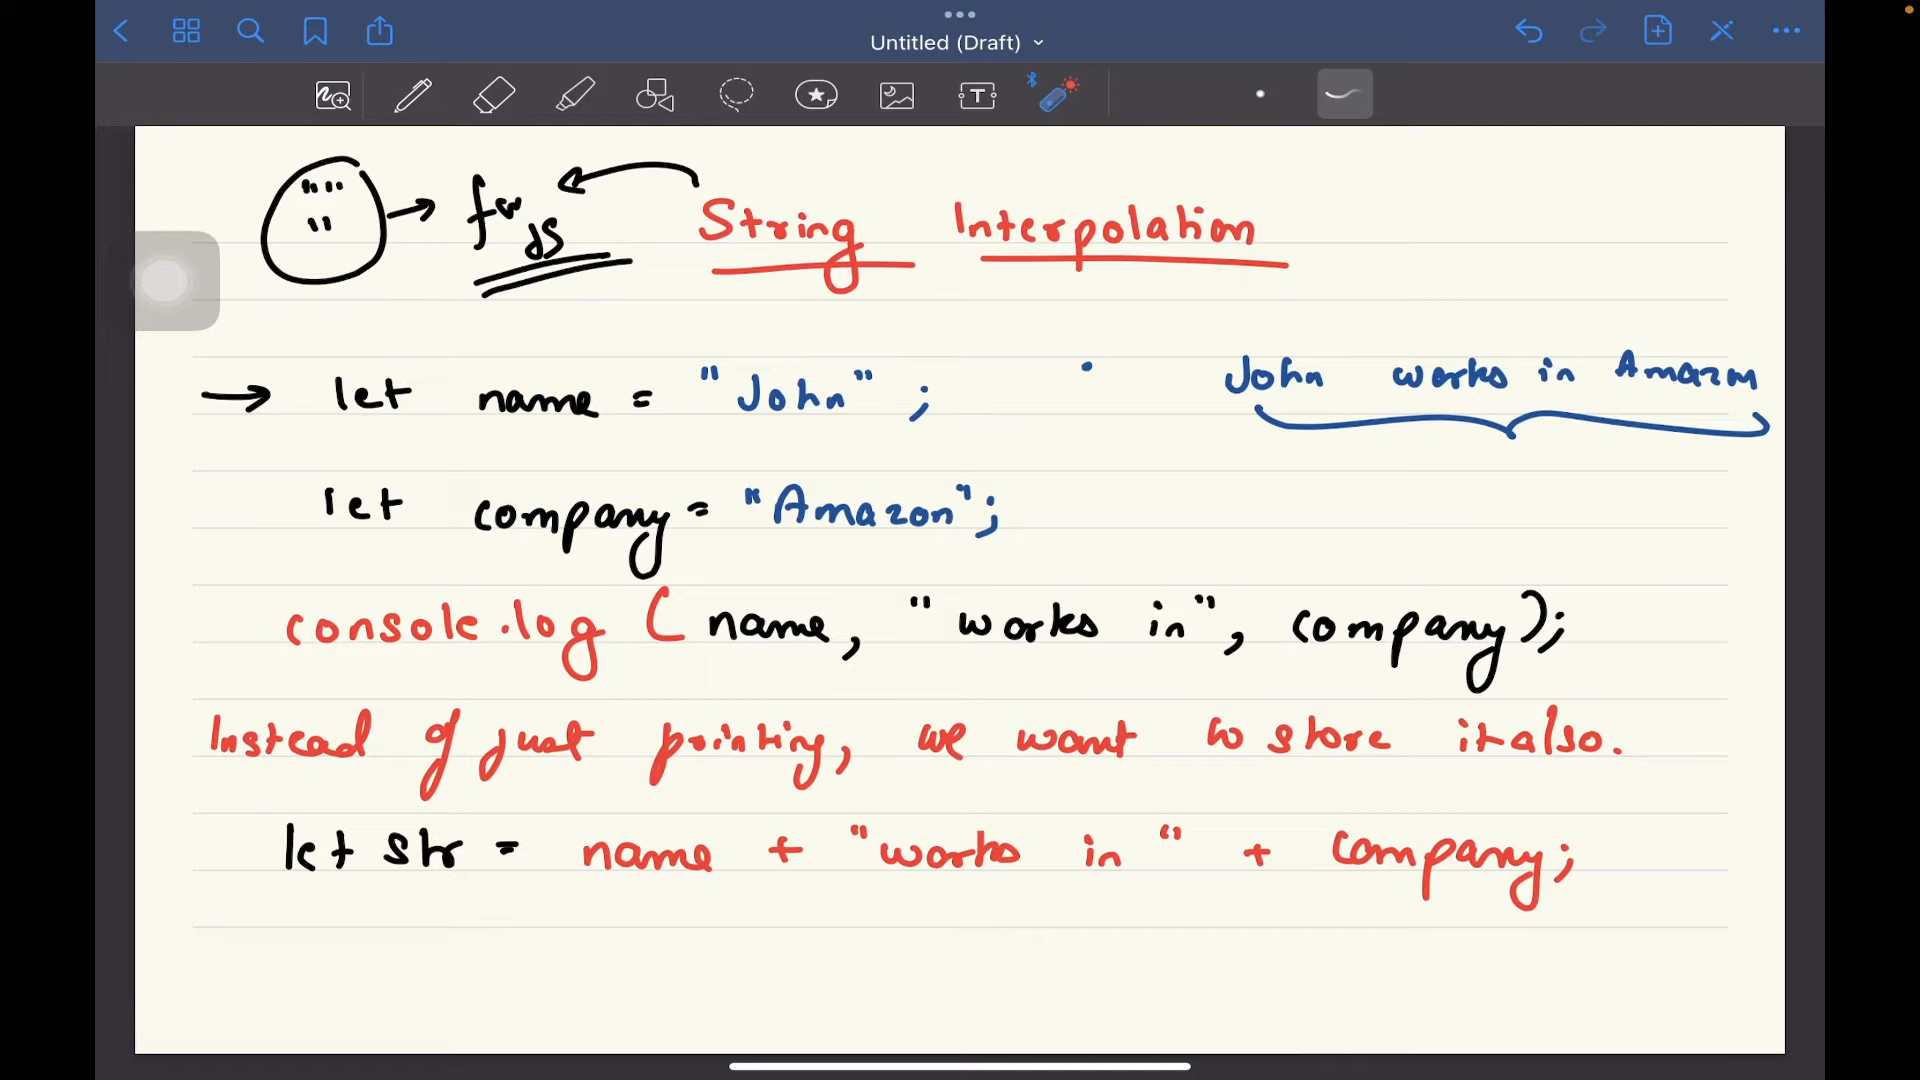 Untitled (Draft)
"" ""
"
for JS
String Interpolation
let name = "John" ;
John works in Amazon
let company = "Amazon";
console.log ( name, "works in", company);
Instead of just printing, we want to store it also.
let str = name + "works in " + company;